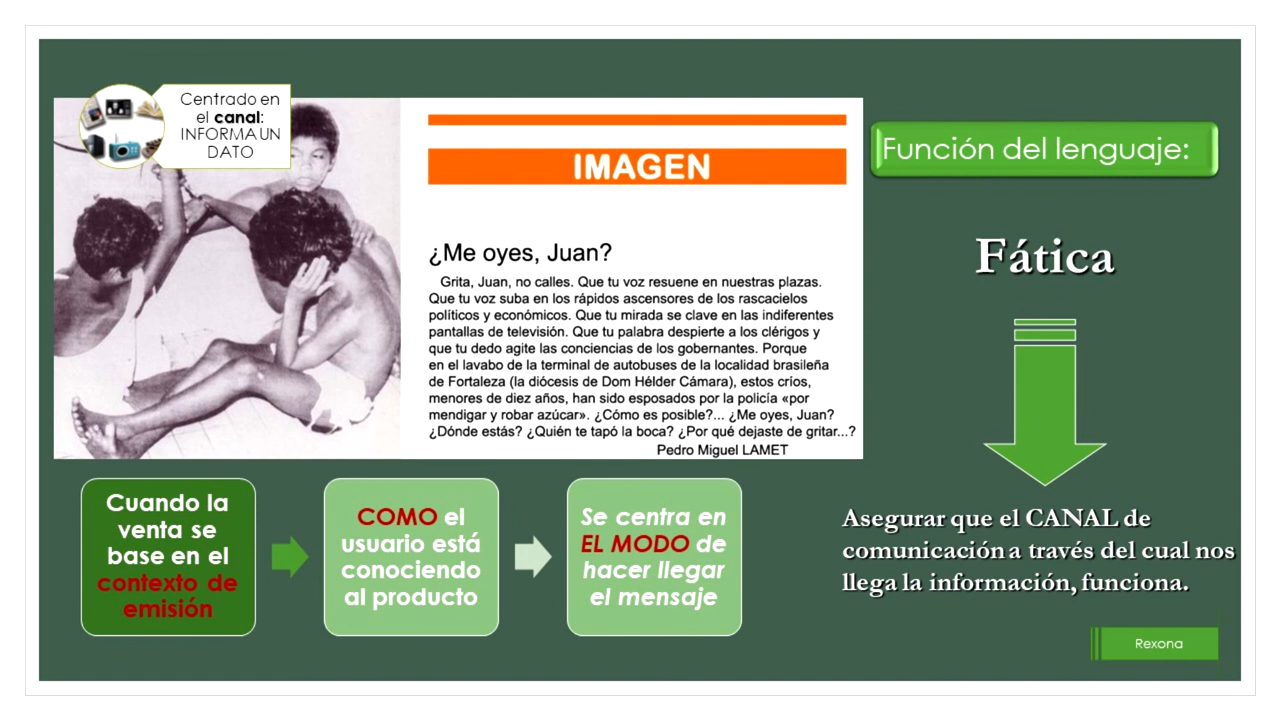 Centrado en
el canal:
INFORMA UN
DATO
IMAGEN
¿Me oyes, Juan?
Grita, Juan, no calles. Que tu voz resuene en nuestras plazas.
Que tu voz suba en los rápidos ascensores de los rascacielos
políticos y económicos. Que tu mirada se clave en las indiferentes
pantallas de televisión. Que tu palabra despierte a los clérigos y
que tu dedo agite las conciencias de los gobernantes. Porque
en el lavabo de la terminal de autobuses de la localidad brasileña
de Fortaleza (la diócesis de Dom Hélder Cámara), estos críos,
menores de diez años, han sido esposados por la policía «por
mendigar y robar azúcar». ¿Cómo es posible?... ¿Me oyes, Juan?
¿Dónde estás? ¿Quién te tapó la boca? ¿Por qué dejaste de gritar...?
Pedro Miguel LAMET
Función del lenguaje:
Fática
Asegurar que el CANAL de
comunicación a través del cual nos
llega la información, funciona.
Cuando la
venta se
base en el
contexto de
emisión
COMO el
usuario está
conociendo
al producto
Se centra en
EL MODO de
hacer llegar
el mensaje
Rexona